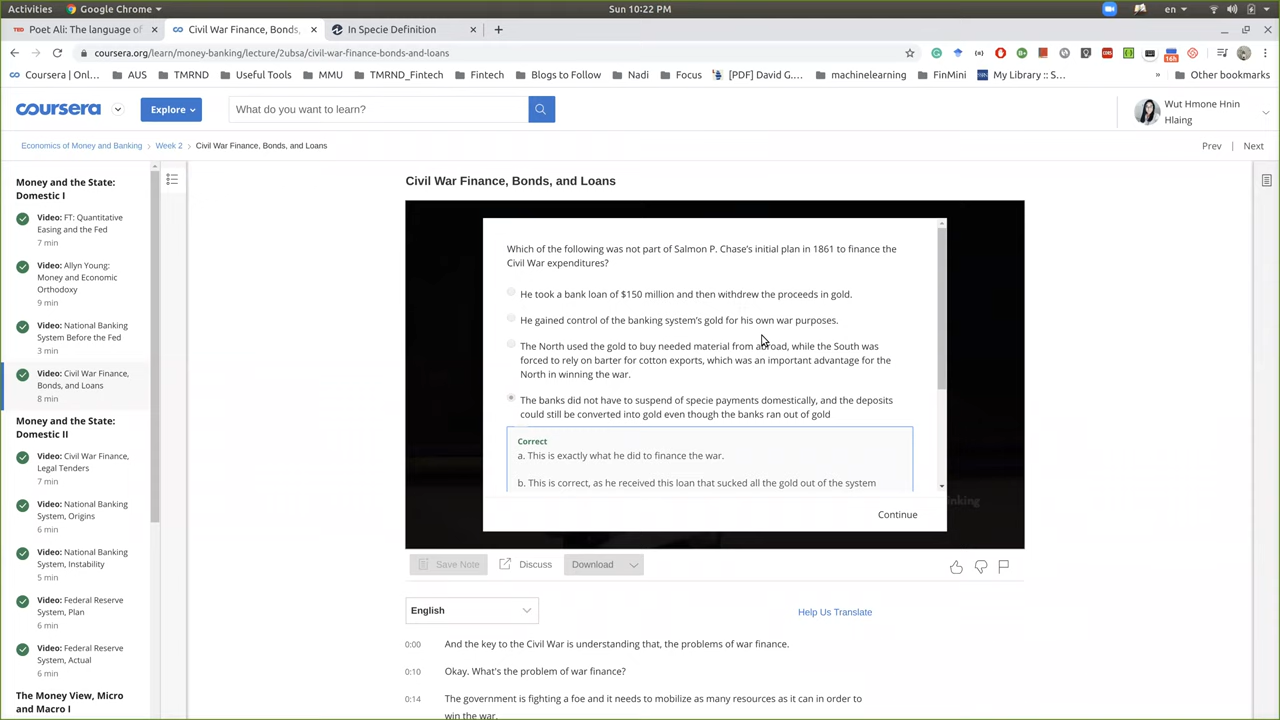 Activities Google Chrome Sun 10:22 PM en
Poet Ali: The language of × Civil War Finance, Bonds, × In Specie Definition × +
coursera.org/learn/money-banking/lecture/2ubsa/civil-war-finance-bonds-and-loans
Coursera | Onl… AUS TMRND Useful Tools MMU TMRND_Fintech Fintech Blogs to Follow Nadi Focus [PDF] David G.… machinelearning FinMini My Library :: S… » Other bookmarks
coursera Explore What do you want to learn? Wut Hmone Hnin
Hlaing
Economics of Money and Banking › Week 2 › Civil War Finance, Bonds, and Loans Prev | Next
Money and the State:
Domestic I
Video: FT: Quantitative
Easing and the Fed
7 min
Video: Allyn Young:
Money and Economic
Orthodoxy
9 min
Video: National Banking
System Before the Fed
3 min
Video: Civil War Finance,
Bonds, and Loans
8 min
Money and the State:
Domestic II
Video: Civil War Finance,
Legal Tenders
7 min
Video: National Banking
System, Origins
6 min
Video: National Banking
System, Instability
5 min
Video: Federal Reserve
System, Plan
6 min
Video: Federal Reserve
System, Actual
6 min
The Money View, Micro
and Macro I
Civil War Finance, Bonds, and Loans
Which of the following was not part of Salmon P. Chase's initial plan in 1861 to finance the
Civil War expenditures?
He took a bank loan of $150 million and then withdrew the proceeds in gold.
He gained control of the banking system's gold for his own war purposes.
The North used the gold to buy needed material from abroad, while the South was
forced to rely on barter for cotton exports, which was an important advantage for the
North in winning the war.
The banks did not have to suspend of specie payments domestically, and the deposits
could still be converted into gold even though the banks ran out of gold
Correct
a. This is exactly what he did to finance the war.
b. This is correct, as he received this loan that sucked all the gold out of the system
Continue
Save Note Discuss Download
English Help Us Translate
0:00 And the key to the Civil War is understanding that, the problems of war finance.
0:10 Okay. What's the problem of war finance?
0:14 The government is fighting a foe and it needs to mobilize as many resources as it can in order to
win the war.